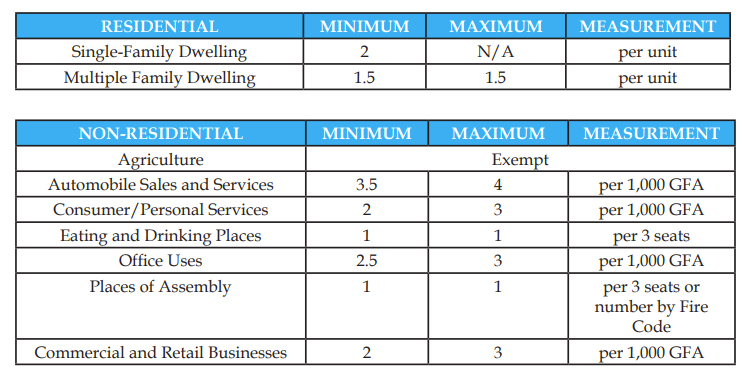 RESIDENTIAL MINIMUM MAXIMUM MEASUREMENT
Single-Family Dwelling 2 N/A per unit
Multiple Family Dwelling 1.5 1.5 per unit
NON-RESIDENTIAL MINIMUM MAXIMUM MEASUREMENT
Agriculture Exempt
Automobile Sales and Services 3.5 4 per 1,000 GFA
Consumer/Personal Services 2 3 per 1,000 GFA
Eating and Drinking Places 1 1 per 3 seats
Office Uses 2.5 3 per 1,000 GFA
Places of Assembly 1 1 per 3 seats or
number by Fire
Code
Commercial and Retail Businesses 2 3 per 1,000 GFA